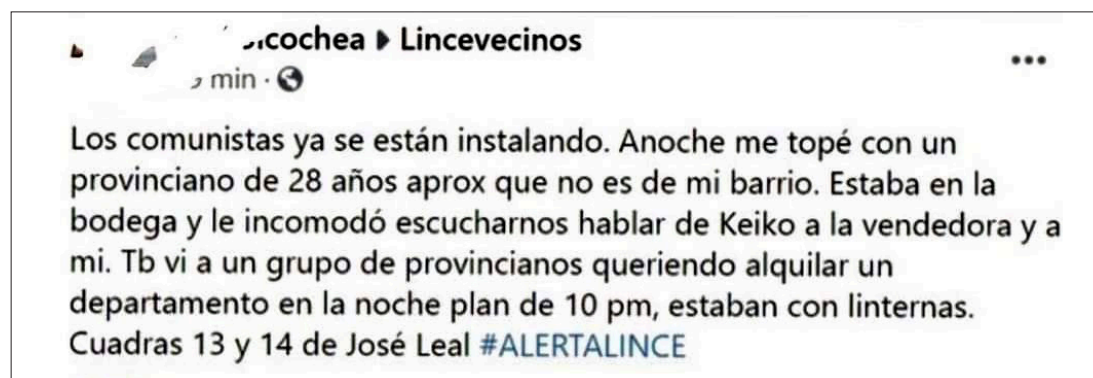 Lincevecinos
min
Los comunistas ya se están instalando. Anoche me topé con un
provinciano de 28 años aprox que no es de mi barrio. Estaba en la
bodega y le incomodó escucharnos hablar de Keiko a la vendedora y a
mi. Tb vi a un grupo de provincianos queriendo alquilar un
departamento en la noche plan de 10 pm, estaban con linternas.
Cuadras 13 y 14 de José Leal #ALERTALINCE